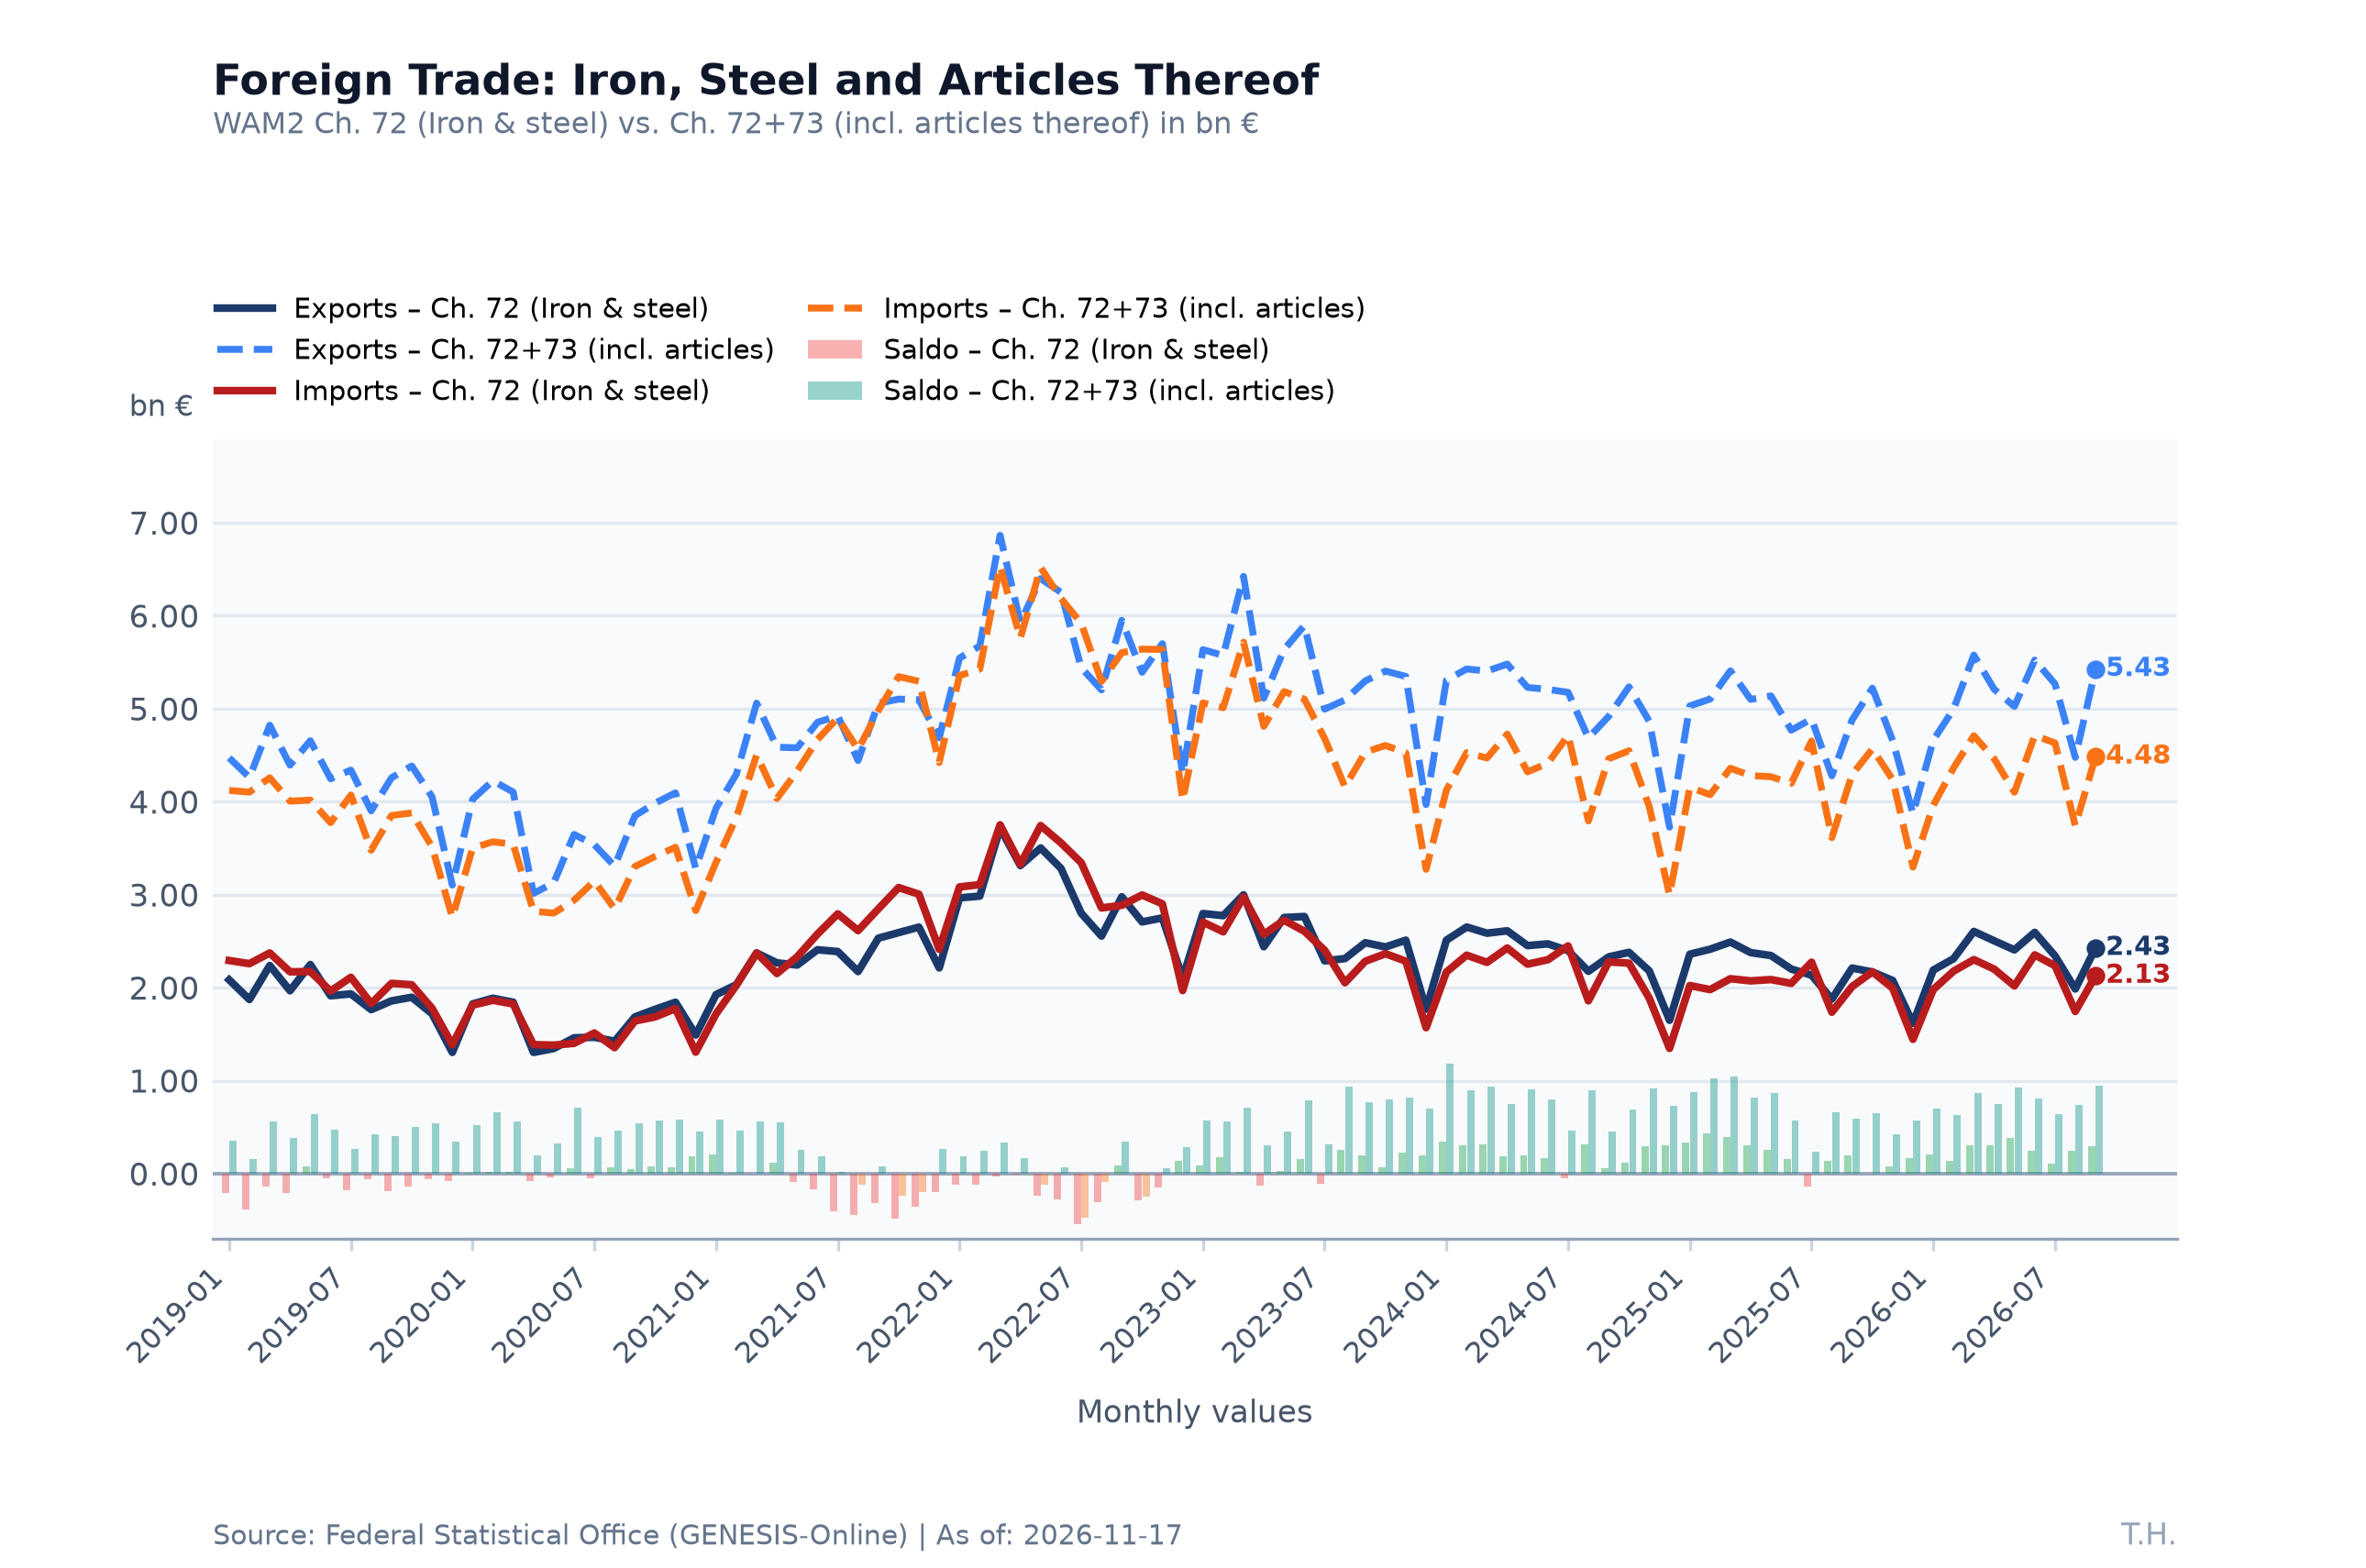 Foreign Trade: Iron, Steel and Articles Thereof
WAM2 Ch. 72 (Iron & steel) vs. Ch. 72+73 (incl. articles thereof) in bn €
Exports – Ch. 72 (Iron & steel)
Exports – Ch. 72+73 (incl. articles)
Imports – Ch. 72 (Iron & steel)
Imports – Ch. 72+73 (incl. articles)
Saldo – Ch. 72 (Iron & steel)
Saldo – Ch. 72+73 (incl. articles)
bn €
7.00
6.00
5.00
4.00
3.00
2.00
1.00
0.00
5.43
4.48
2.43
2.13
2019-01
2019-07
2020-01
2020-07
2021-01
2021-07
2022-01
2022-07
2023-01
2023-07
2024-01
2024-07
2025-01
2025-07
2026-01
2026-07
Monthly values
Source: Federal Statistical Office (GENESIS-Online) | As of: 2026-11-17
T.H.